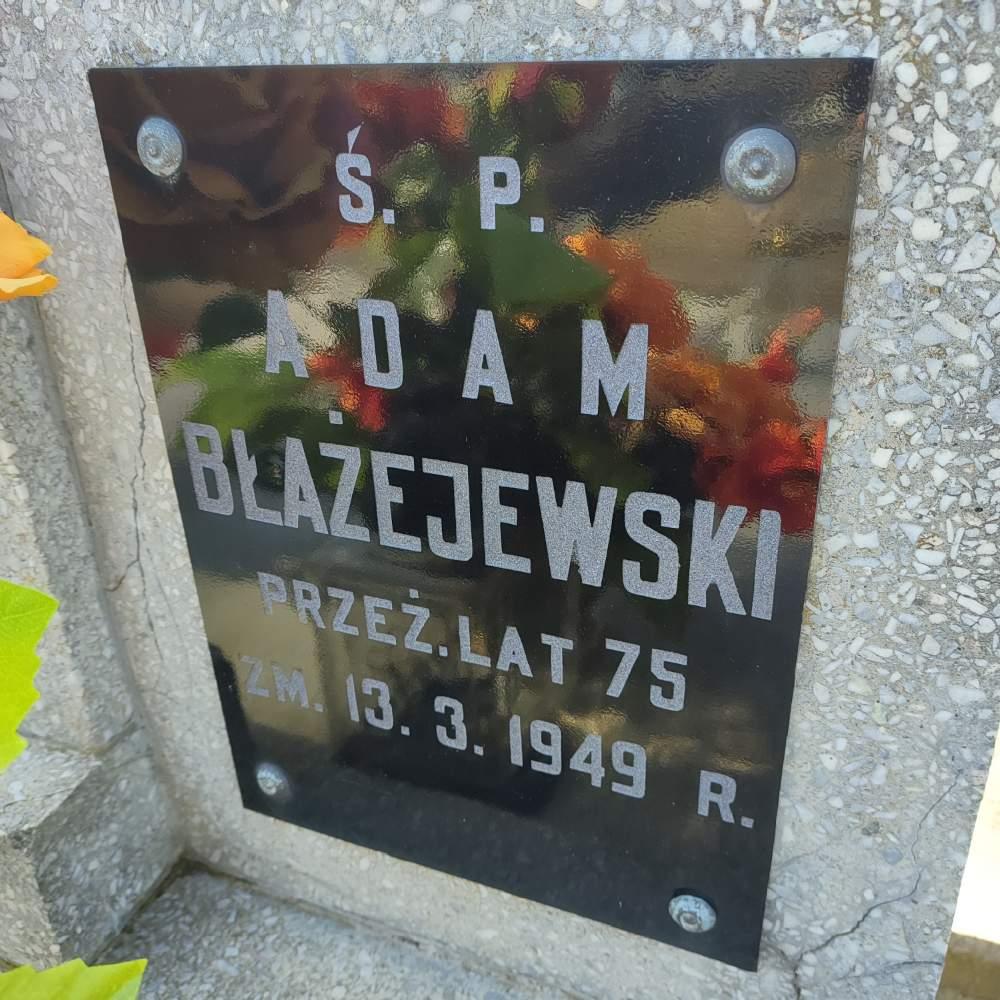 Ś. P.
ADAM
BŁAŻEJEWSKI
PRZEŻ. LAT 75
ZM. 13. 3. 1949 R.